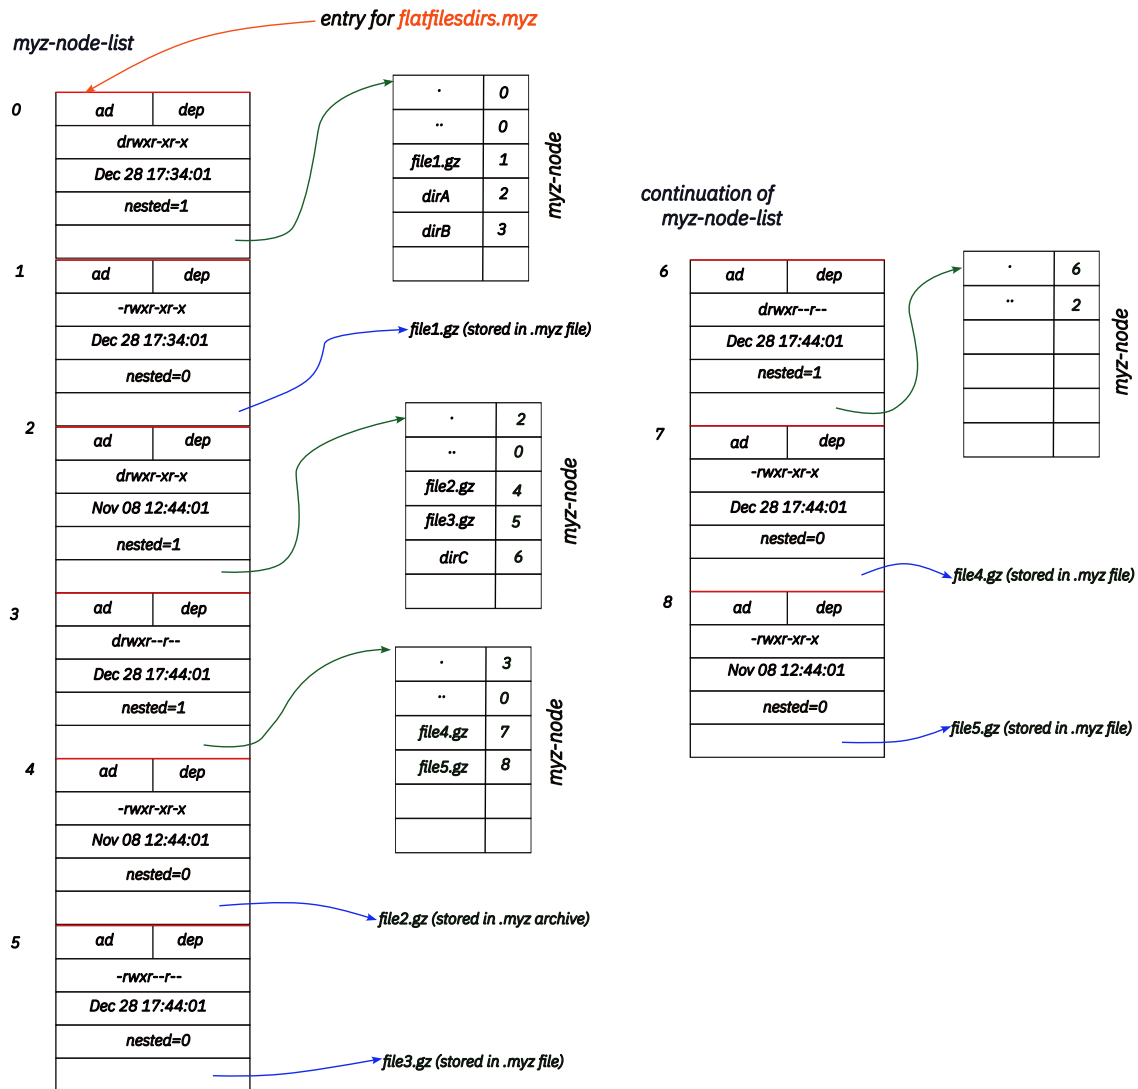 entry for flatfilesdirs.myz
myz-node-list
0
ad dep
drwxr-xr-x
Dec 28 17:34:01
nested=1
. 0
.. 0
file1.gz 1
dirA 2
dirB 3
myz-node
1
ad dep
-rwxr-xr-x
Dec 28 17:34:01
nested=0
file1.gz (stored in .myz file)
2
ad dep
drwxr-xr-x
Nov 08 12:44:01
nested=1
. 2
.. 0
file2.gz 4
file3.gz 5
dirC 6
myz-node
3
ad dep
drwxr--r--
Dec 28 17:44:01
nested=1
. 3
.. 0
file4.gz 7
file5.gz 8
myz-node
4
ad dep
-rwxr-xr-x
Nov 08 12:44:01
nested=0
file2.gz (stored in .myz archive)
5
ad dep
-rwxr--r--
Dec 28 17:44:01
nested=0
file3.gz (stored in .myz file)
continuation of
myz-node-list
6
ad dep
drwxr--r--
Dec 28 17:44:01
nested=1
. 6
.. 2
myz-node
7
ad dep
-rwxr-xr-x
Dec 28 17:44:01
nested=0
file4.gz (stored in .myz file)
8
ad dep
-rwxr-xr-x
Nov 08 12:44:01
nested=0
file5.gz (stored in .myz file)